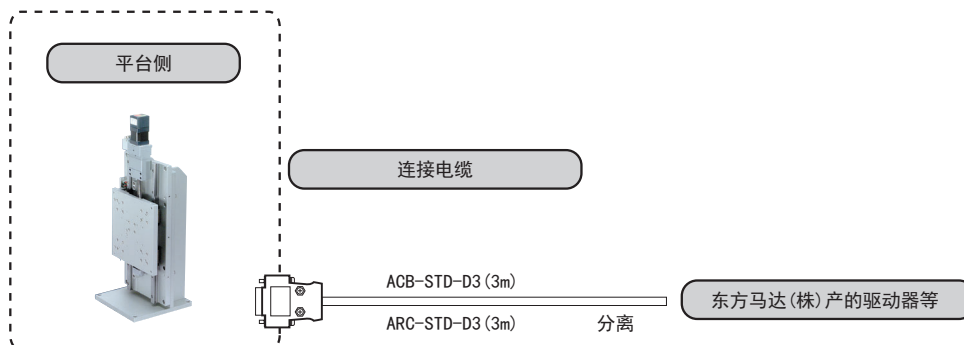 平台侧
连接电缆
ACB-STD-D3(3m)
ARC-STD-D3(3m)
分离
东方马达(株)产的驱动器等